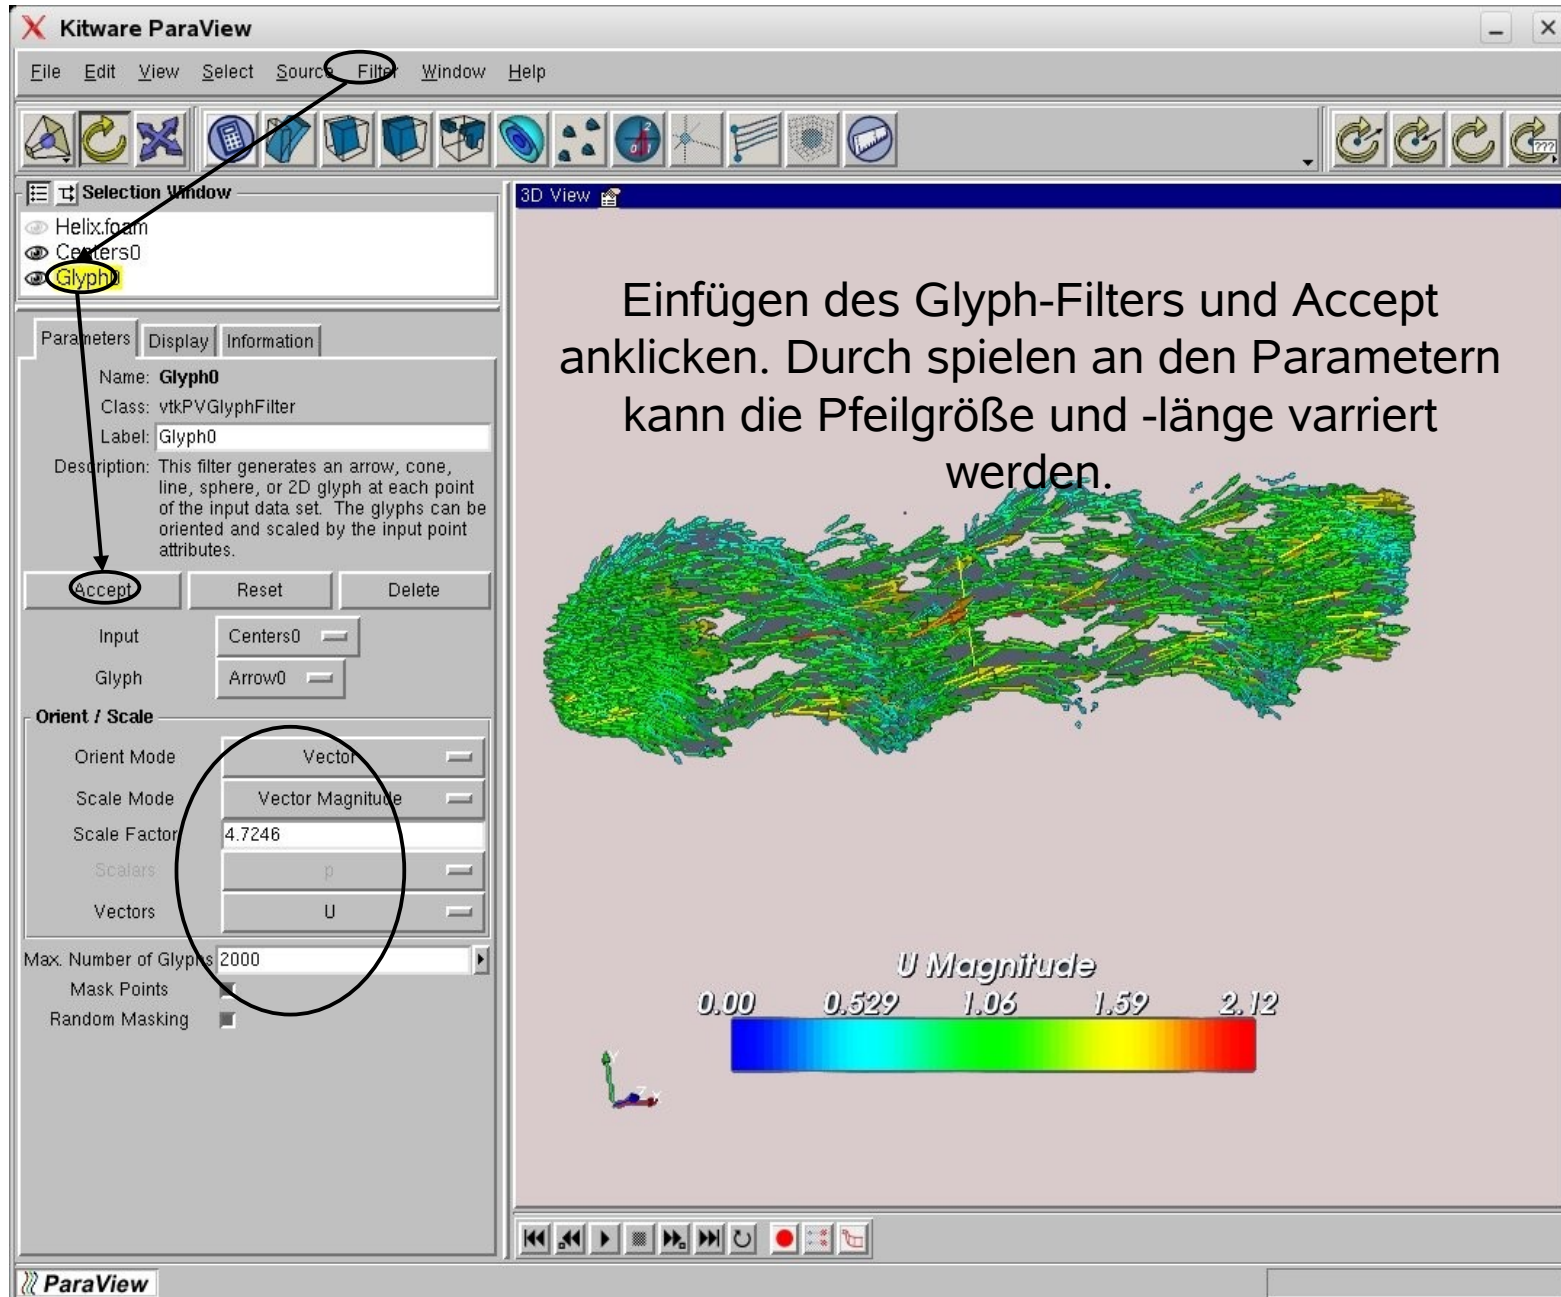 Kitware ParaView
File Edit View Select Source Filter Window Help
Selection Window
3D View
Helix.foam
Centers0
Glyph0
Einfügen des Glyph-Filters und Accept
anklicken. Durch spielen an den Parametern
kann die Pfeilgröße und -länge varriert
werden.
Parameters Display Information
Name: Glyph0
Class: vtkPVGlyphFilter
Label: Glyph0
Description: This filter generates an arrow, cone,
line, sphere, or 2D glyph at each point
of the input data set. The glyphs can be
oriented and scaled by the input point
attributes.
Accept Reset Delete
Input Centers0
Glyph Arrow0
Orient / Scale
Orient Mode Vector
Scale Mode Vector Magnitude
Scale Factor 4.7246
Scalars p
Vectors U
Max. Number of Glyphs 2000
Mask Points
Random Masking
U Magnitude
0.00 0.529 1.06 1.59 2.12
Y
Z X
ParaView